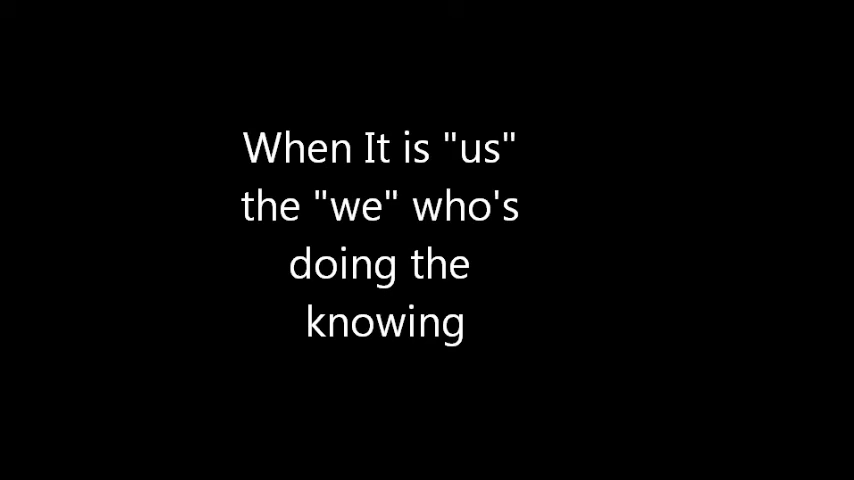 When It is "us"
the "we" who's
doing the
knowing